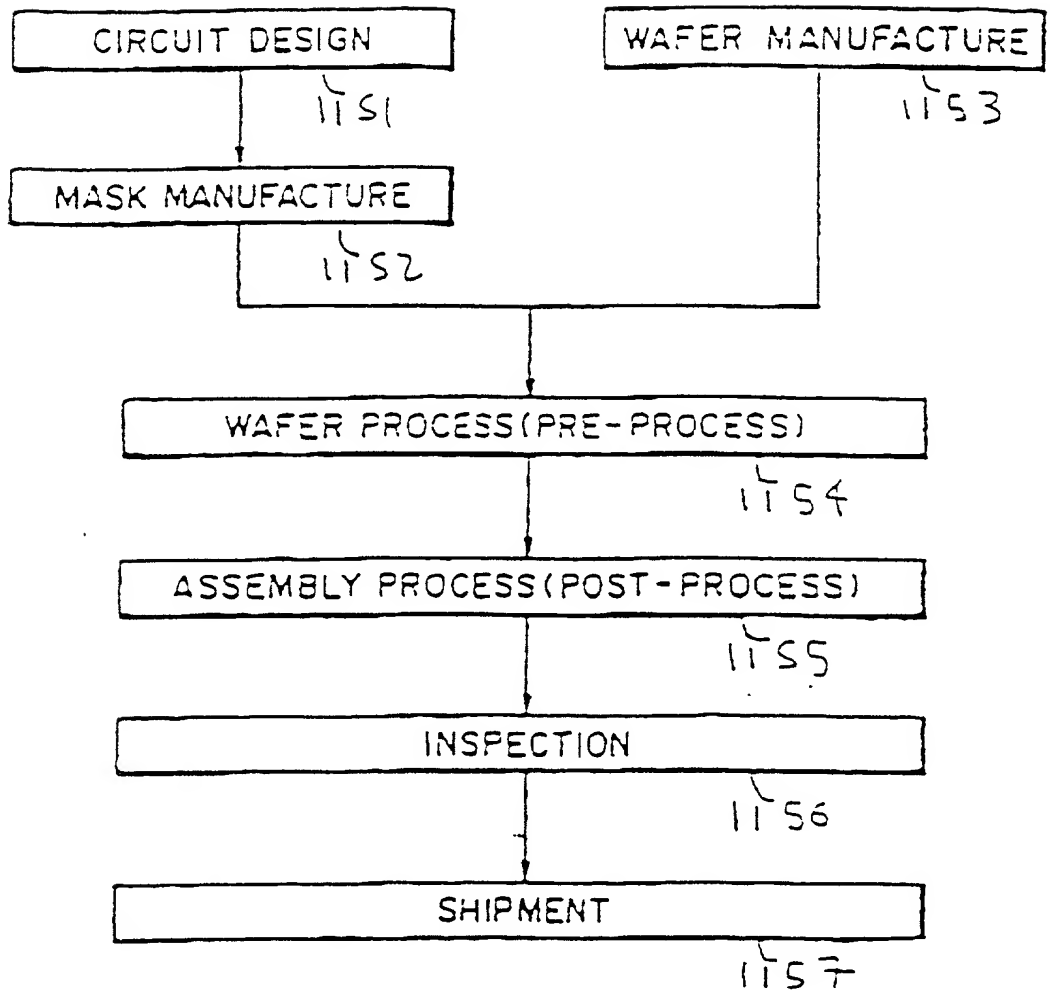 CIRCUIT DESIGN
11S1
WAFER MANUFACTURE
11S3
MASK MANUFACTURE
11S2
WAFER PROCESS(PRE-PROCESS)
11S4
ASSEMBLY PROCESS(POST-PROCESS)
11S5
INSPECTION
11S6
SHIPMENT
11S7